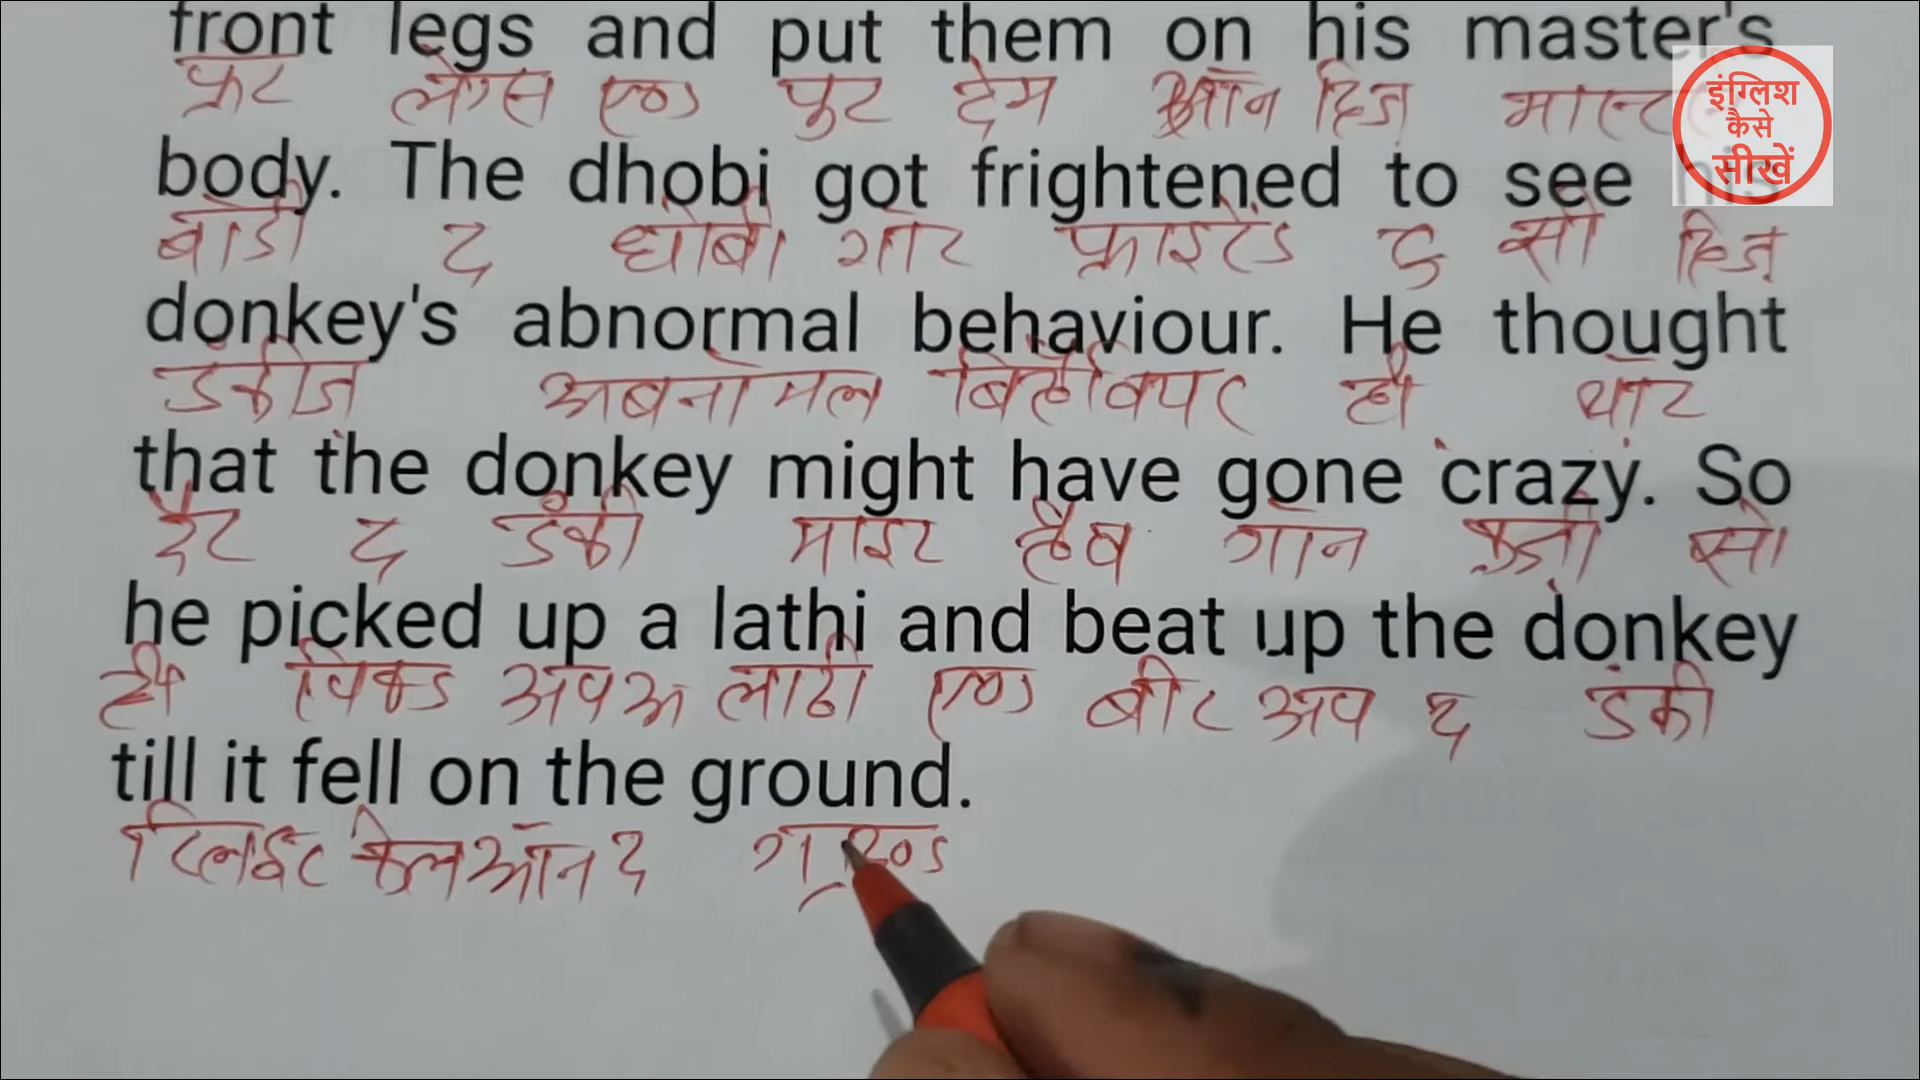 front legs and put them on his master's
फ्रंट लेग्स एण्ड पुट देम ऑन हिज़ मास्ट
इंग्लिश
कैसे
सीखें
body. The dhobi got frightened to see his
बॉडी द धोबी गॉट फ्राइटेंड टु सी हिज़
donkey's abnormal behaviour. He thought
डंकीज़ अबनॉर्मल बिहैवियर ही थॉट
that the donkey might have gone crazy. So
दैट द डंकी माइट हैव गॉन क्रेज़ी सो
he picked up a lathi and beat up the donkey
ही पिक्ड अप अ लाठी एण्ड बीट अप द डंकी
till it fell on the ground.
टिल इट फेल ऑन द ग्राउण्ड